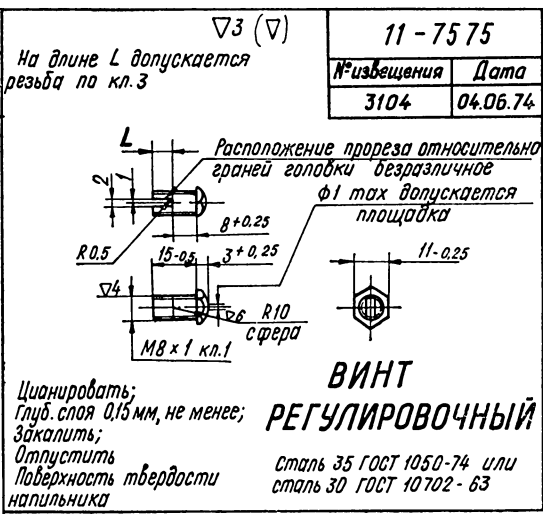 ▽3 (▽)
11-7575
№ извещения Дата
3104 04.06.74
На длине L допускается
резьба по кл.3
L
Расположение прореза относительно
граней головки безразличное
2
1
ϕ1 max допускается
площадка
8+0.25
R0.5
15-0,5
3+0,25
11-0,25
▽4
▽6
R10
сфера
М8×1 кл.1
Цианировать;
Глуб. слоя 0,15 мм, не менее;
Закалить;
Отпустить
Поверхность твердости
напильника
ВИНТ
РЕГУЛИРОВОЧНЫЙ
Сталь 35 ГОСТ 1050-74 или
сталь 30 ГОСТ 10702-63